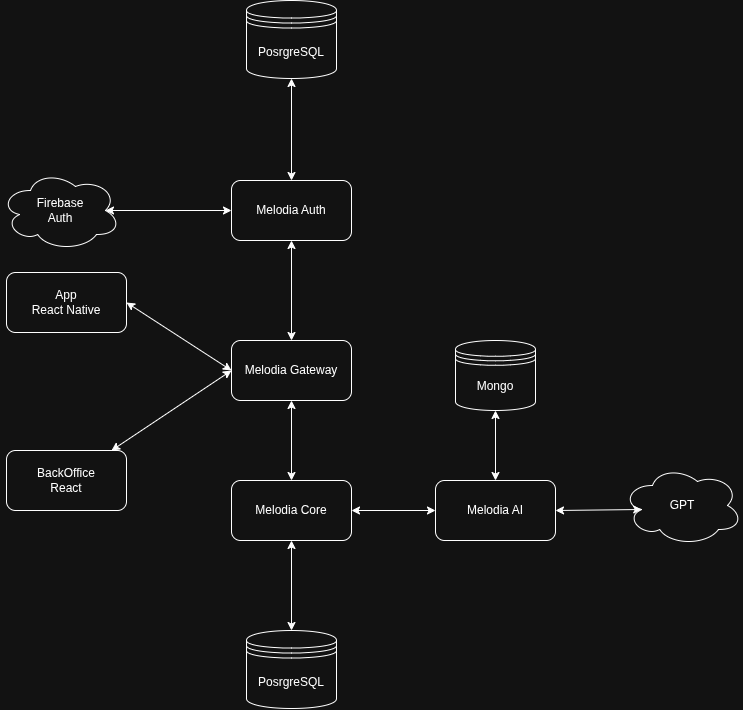 PosrgreSQL
Firebase
Auth
Melodia Auth
App
React Native
Melodia Gateway
Mongo
BackOffice
React
Melodia Core
Melodia AI
GPT
PosrgreSQL